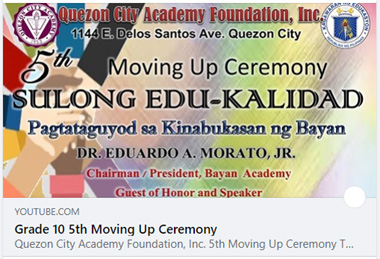 Quezon City Academy Foundation, Inc.
1144 E. Delos Santos Ave. Quezon City
5th Moving Up Ceremony
SULONG EDU-KALIDAD
Pagtataguyod sa Kinabukasan ng Bayan
DR. EDUARDO A. MORATO, JR.
Chairman / President, Bayan Academy
Guest of Honor and Speaker
YOUTUBE.COM
Grade 10 5th Moving Up Ceremony
Quezon City Academy Foundation, Inc. 5th Moving Up Ceremony T...